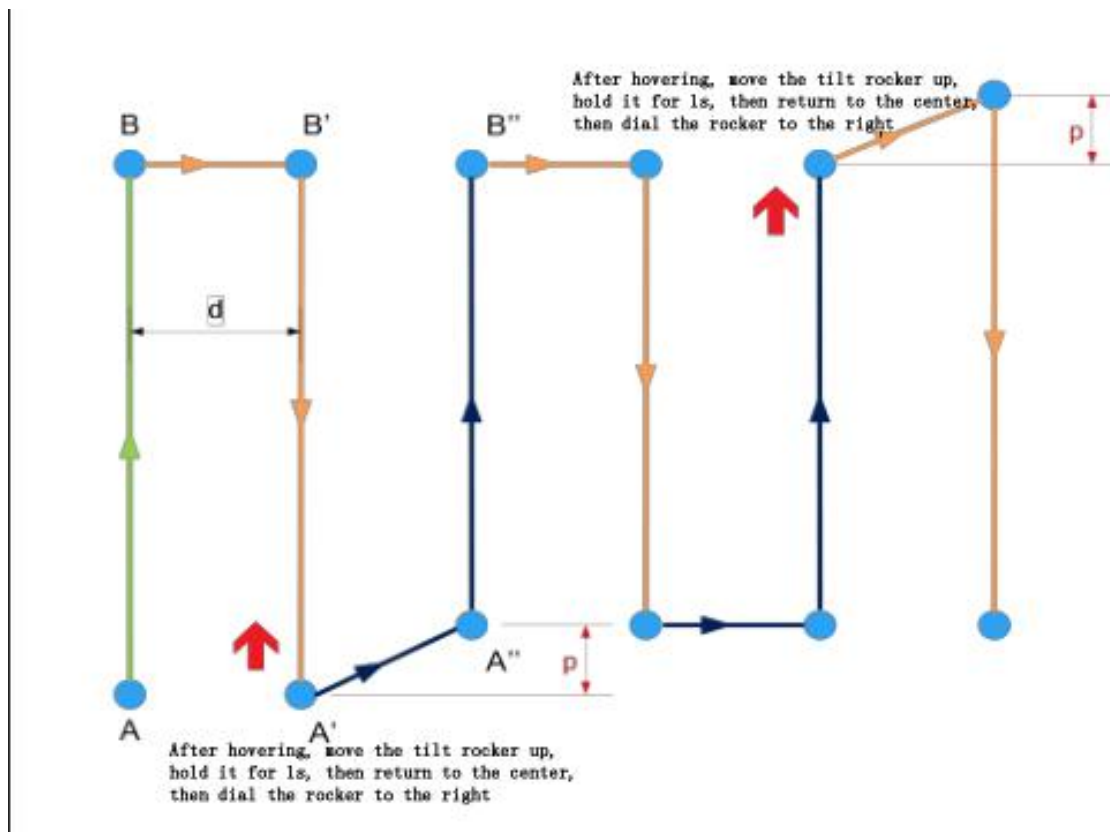 After hovering, move the tilt rocker up,
hold it for 1s, then return to the center,
then dial the rocker to the right
B
B'
B"
p
d
A"
p
A
A'
After hovering, move the tilt rocker up,
hold it for 1s, then return to the center,
then dial the rocker to the right